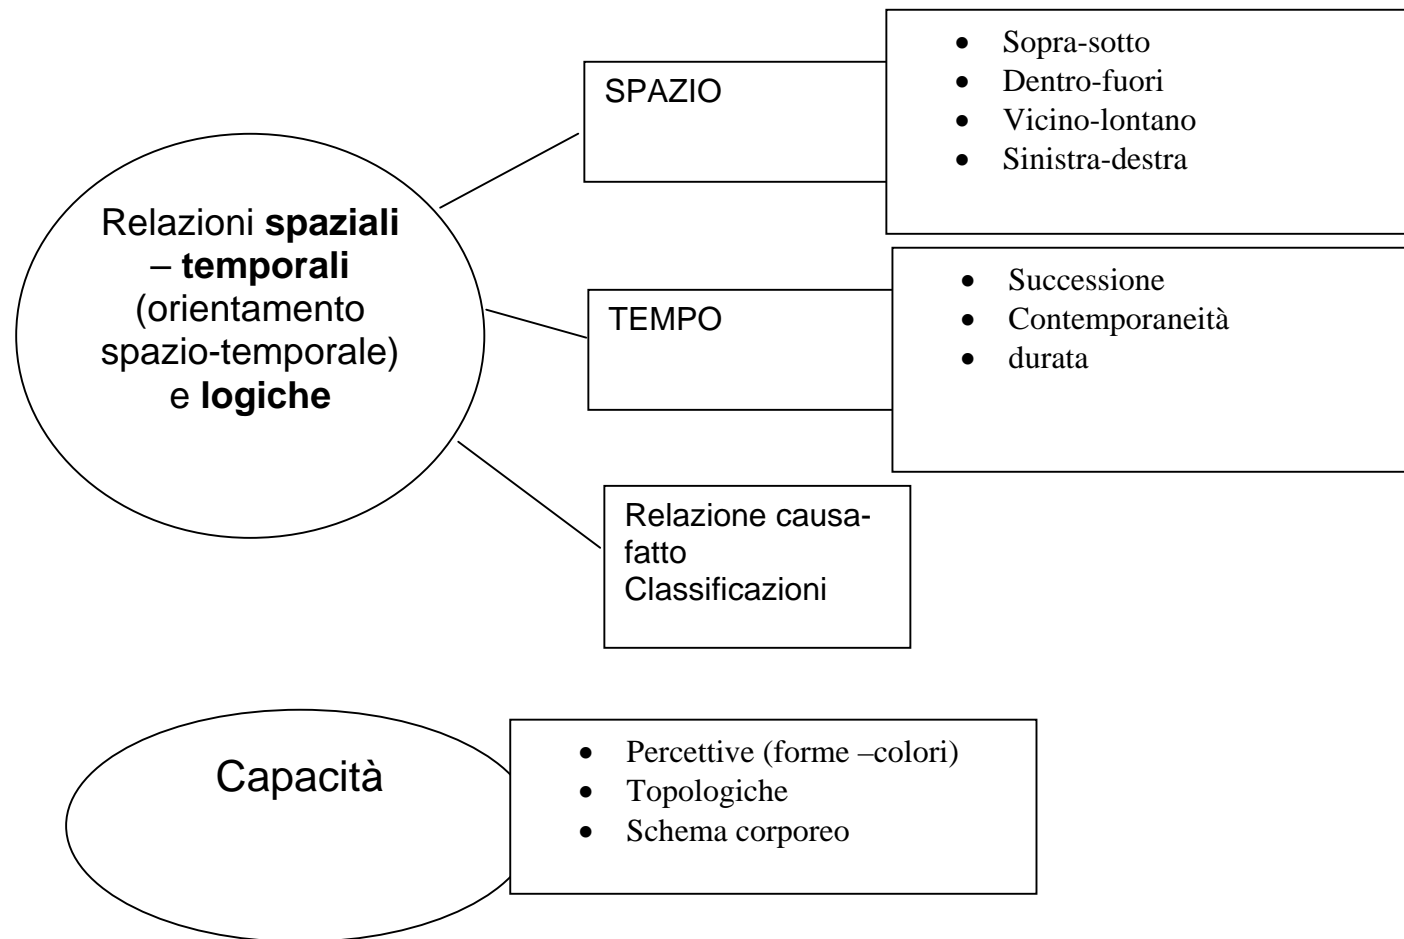 Relazioni spaziali
– temporali
(orientamento
spazio-temporale)
e logiche
SPAZIO
• Sopra-sotto
• Dentro-fuori
• Vicino-lontano
• Sinistra-destra
TEMPO
• Successione
• Contemporaneità
• durata
Relazione causa-
fatto
Classificazioni
Capacità
• Percettive (forme –colori)
• Topologiche
• Schema corporeo